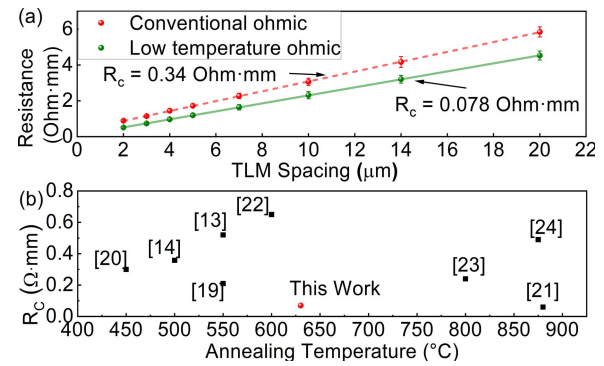 (a)
6
4
2
0
Resistance
(Ohm·mm)
Conventional ohmic
Low temperature ohmic
R_c = 0.34 Ohm·mm
R_c = 0.078 Ohm·mm
0 2 4 6 8 10 12 14 16 18 20 22
TLM Spacing (μm)
(b)
0.8
0.6
0.4
0.2
0.0
R_C (Ω·mm)
[20]
[14]
[13]
[19]
[22]
This Work
[23]
[24]
[21]
400 450 500 550 600 650 700 750 800 850 900
Annealing Temperature (°C)